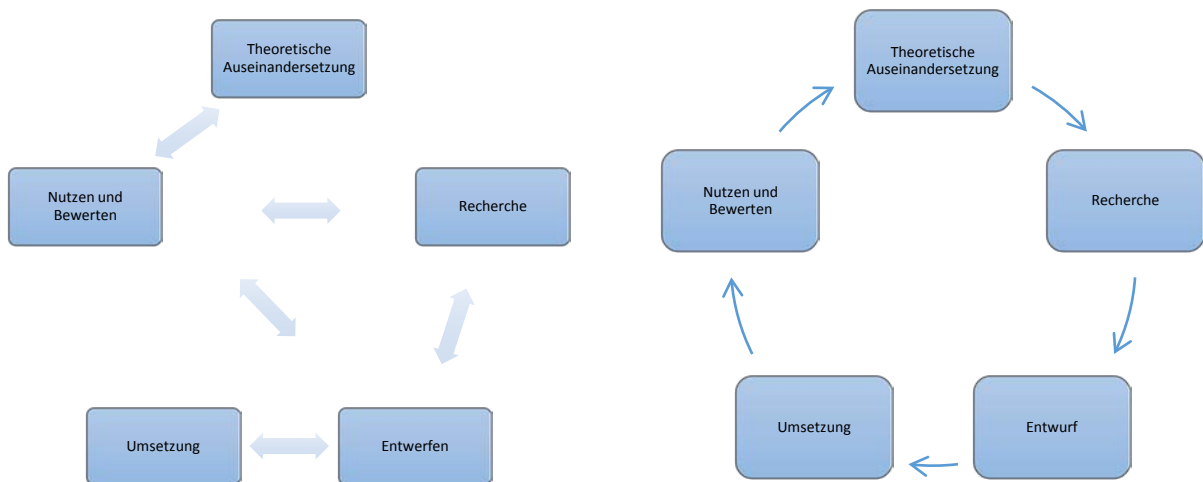 Theoretische
Auseinandersetzung
Nutzen und
Bewerten
Recherche
Umsetzung
Entwerfen
Theoretische
Auseinandersetzung
Nutzen und
Bewerten
Recherche
Umsetzung
Entwurf